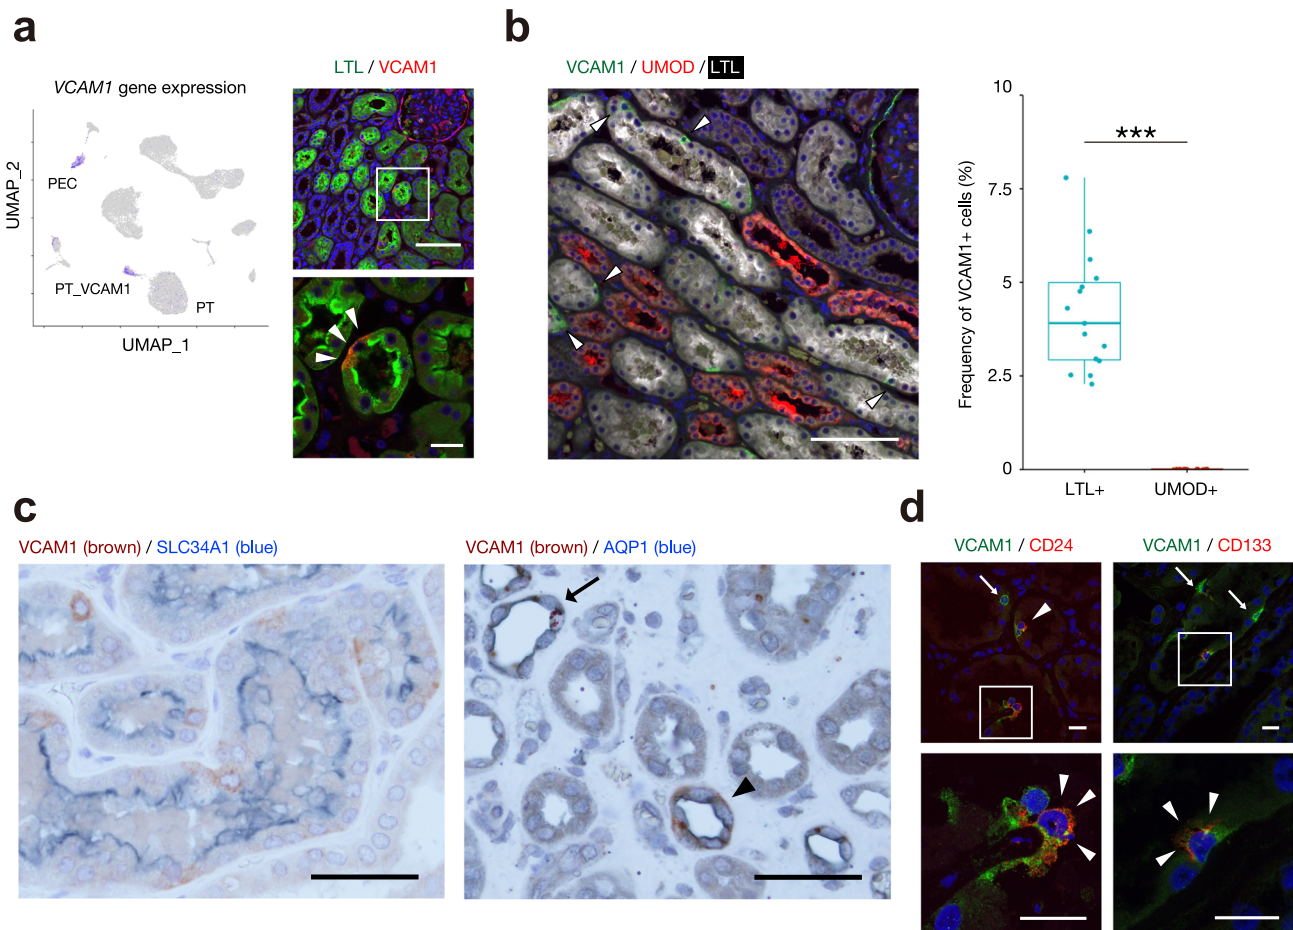 a
VCAM1 gene expression
UMAP_2
PEC
PT_VCAM1
PT
UMAP_1
LTL / VCAM1
b
VCAM1 / UMOD / LTL
Frequency of VCAM1+ cells (%)
10
7.5
5
2.5
0
***
LTL+
UMOD+
c
VCAM1 (brown) / SLC34A1 (blue)
VCAM1 (brown) / AQP1 (blue)
d
VCAM1 / CD24
VCAM1 / CD133